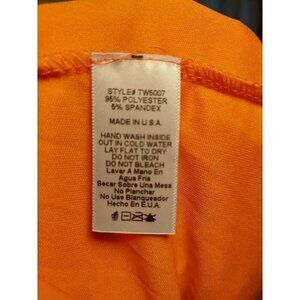 STYLE# TW5007
95% POLYESTER
5% SPANDEX
MADE IN U.S.A.
HAND WASH INSIDE
OUT IN COLD WATER
LAY FLAT TO DRY
DO NOT IRON
DO NOT BLEACH
Lavar A Mano En
Agua Fria
Secar Sobre Una Mesa
No Planchar
No Use Blanqueador
Hecho En E.U.A.